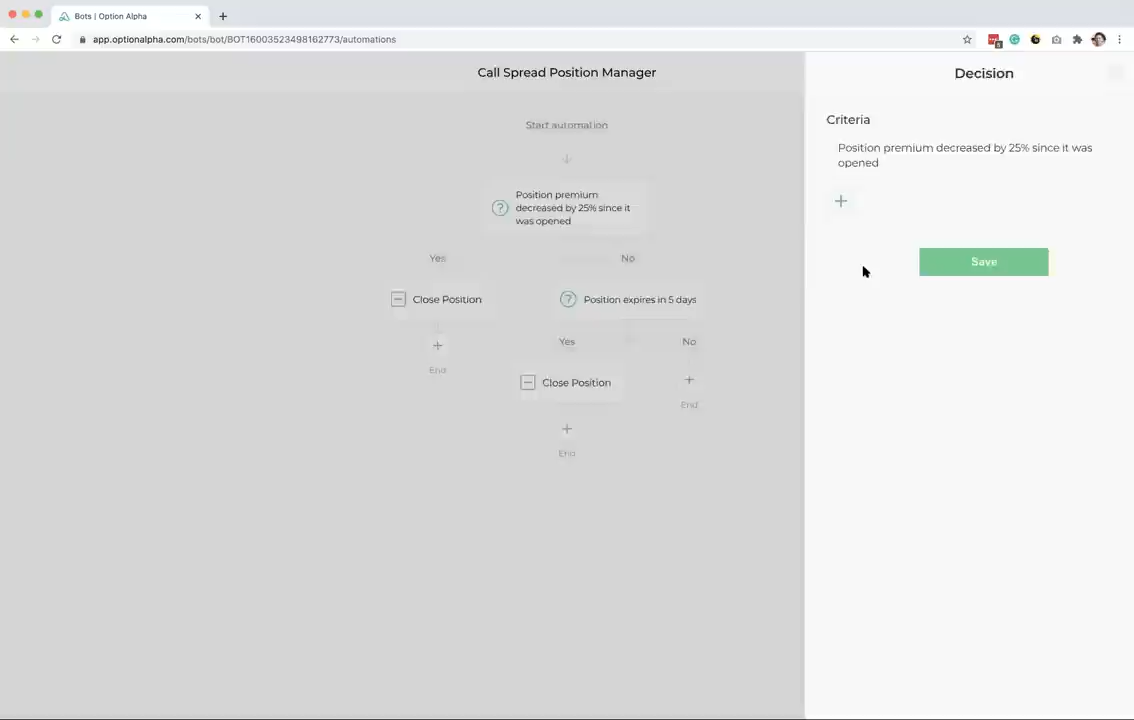 Bots | Option Alpha
app.optionalpha.com/bots/bot/BOT16003523498162773/automations
Call Spread Position Manager
Decision
Start automation
Criteria
Position premium decreased by 25% since it was
opened
Position premium
decreased by 25% since it
was opened
Save
Yes
No
Close Position
Position expires in 5 days
End
Yes
No
Close Position
End
End